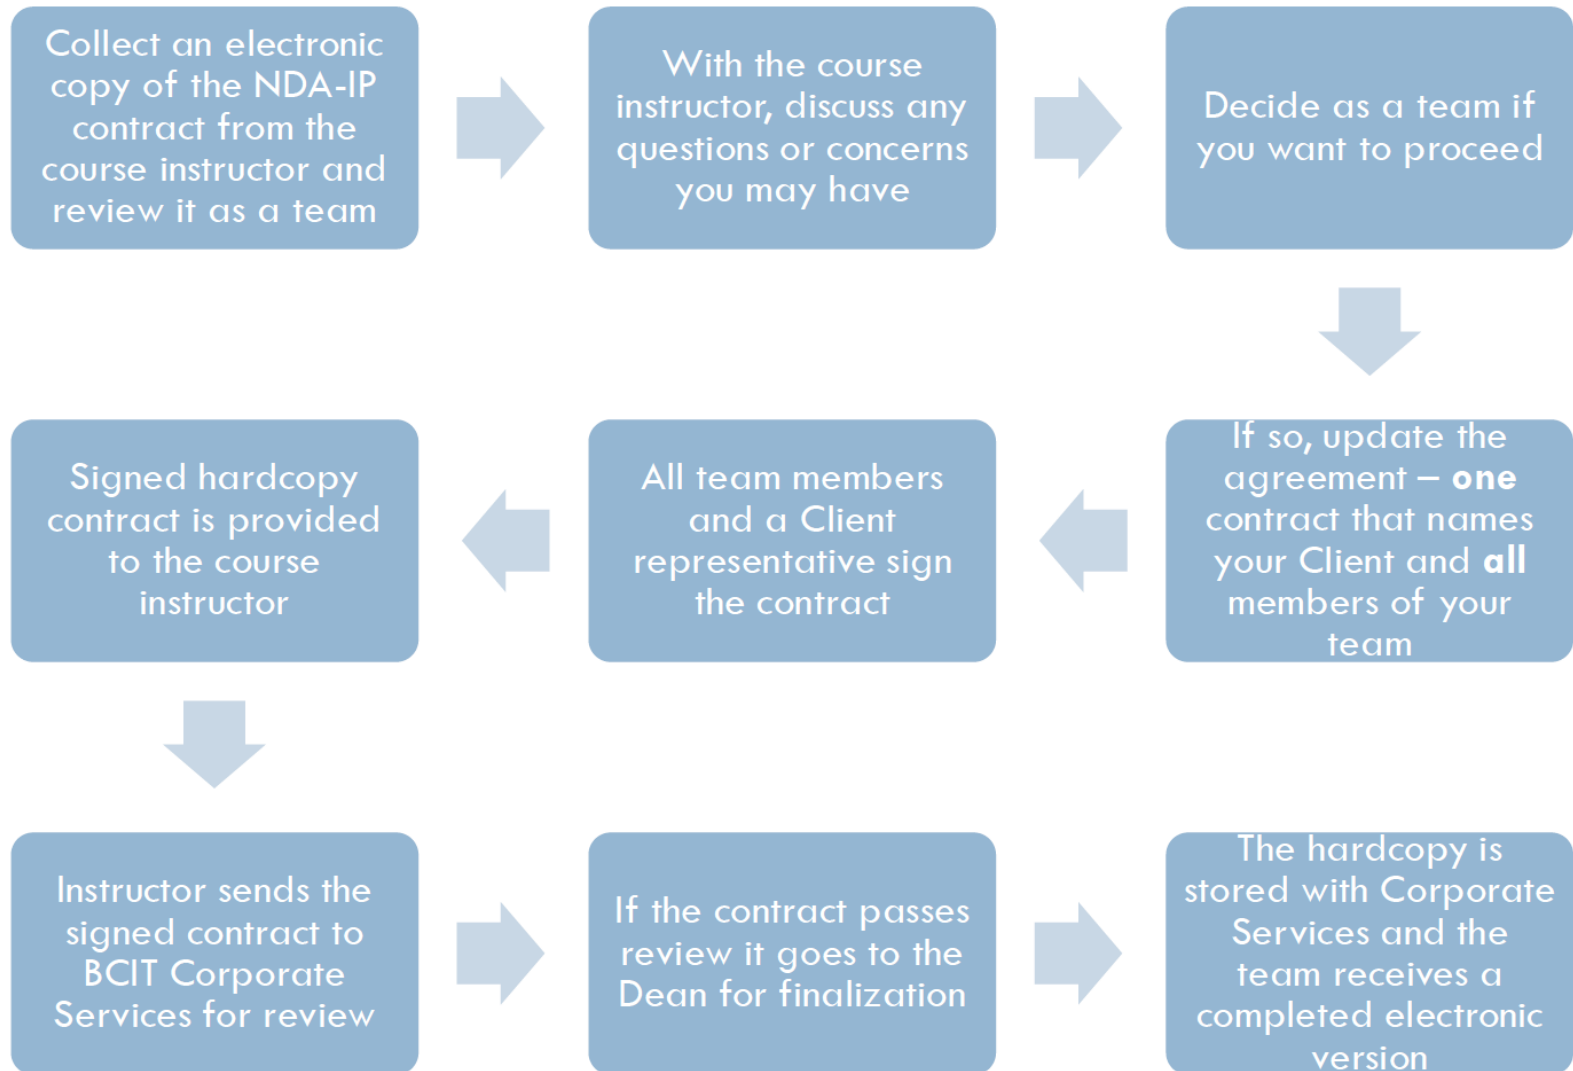 Collect an electronic
copy of the NDA-IP
contract from the
course instructor and
review it as a team
With the course
instructor, discuss any
questions or concerns
you may have
Decide as a team if
you want to proceed
If so, update the
agreement – one
contract that names
your Client and all
members of your
team
All team members
and a Client
representative sign
the contract
Signed hardcopy
contract is provided
to the course
instructor
Instructor sends the
signed contract to
BCIT Corporate
Services for review
If the contract passes
review it goes to the
Dean for finalization
The hardcopy is
stored with Corporate
Services and the
team receives a
completed electronic
version